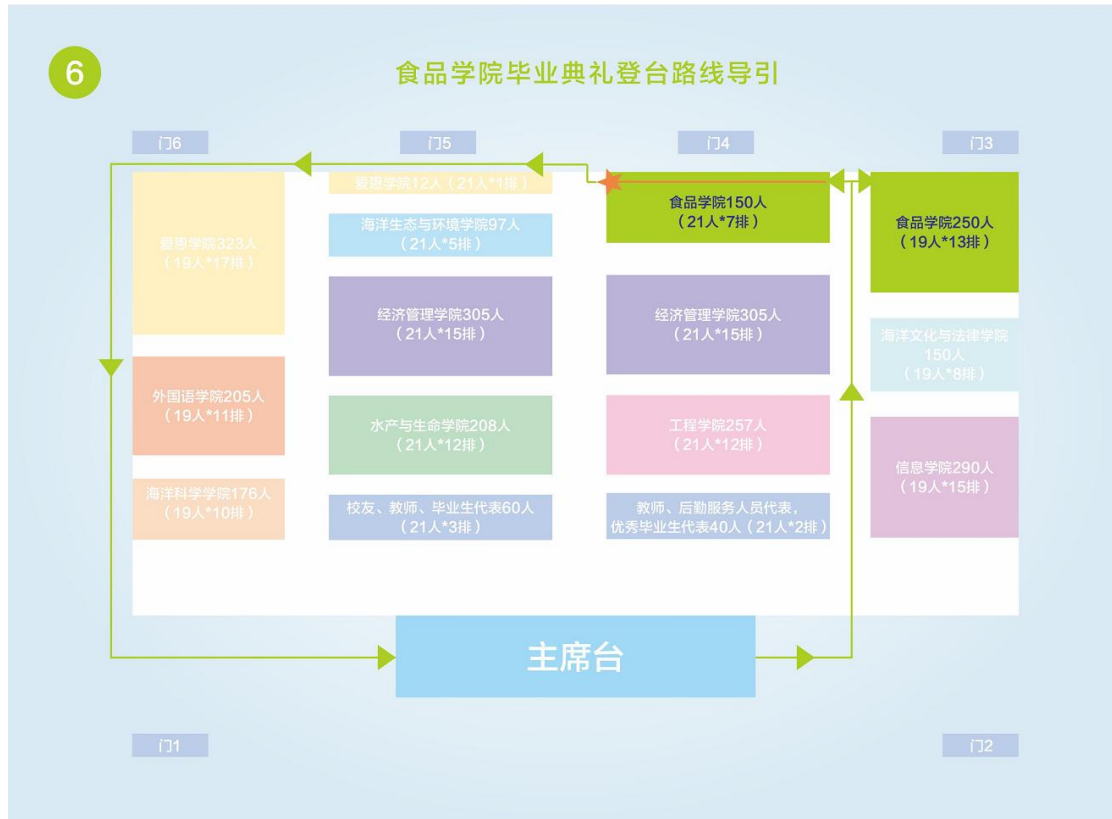 6
食品学院毕业典礼登台路线导引
门6
门5
门4
门3
爱恩学院12人（21人*1排）
食品学院150人
（21人*7排）
食品学院250人
（19人*13排）
爱恩学院323人
（19人*17排）
海洋生态与环境学院97人
（21人*5排）
经济管理学院305人
（21人*15排）
经济管理学院305人
（21人*15排）
海洋文化与法律学院
150人
（19人*8排）
外国语学院205人
（19人*11排）
水产与生命学院208人
（21人*12排）
工程学院257人
（21人*12排）
信息学院290人
（19人*15排）
海洋科学学院176人
（19人*10排）
校友、教师、毕业生代表60人
（21人*3排）
教师、后勤服务人员代表，
优秀毕业生代表40人（21人*2排）
主席台
门1
门2